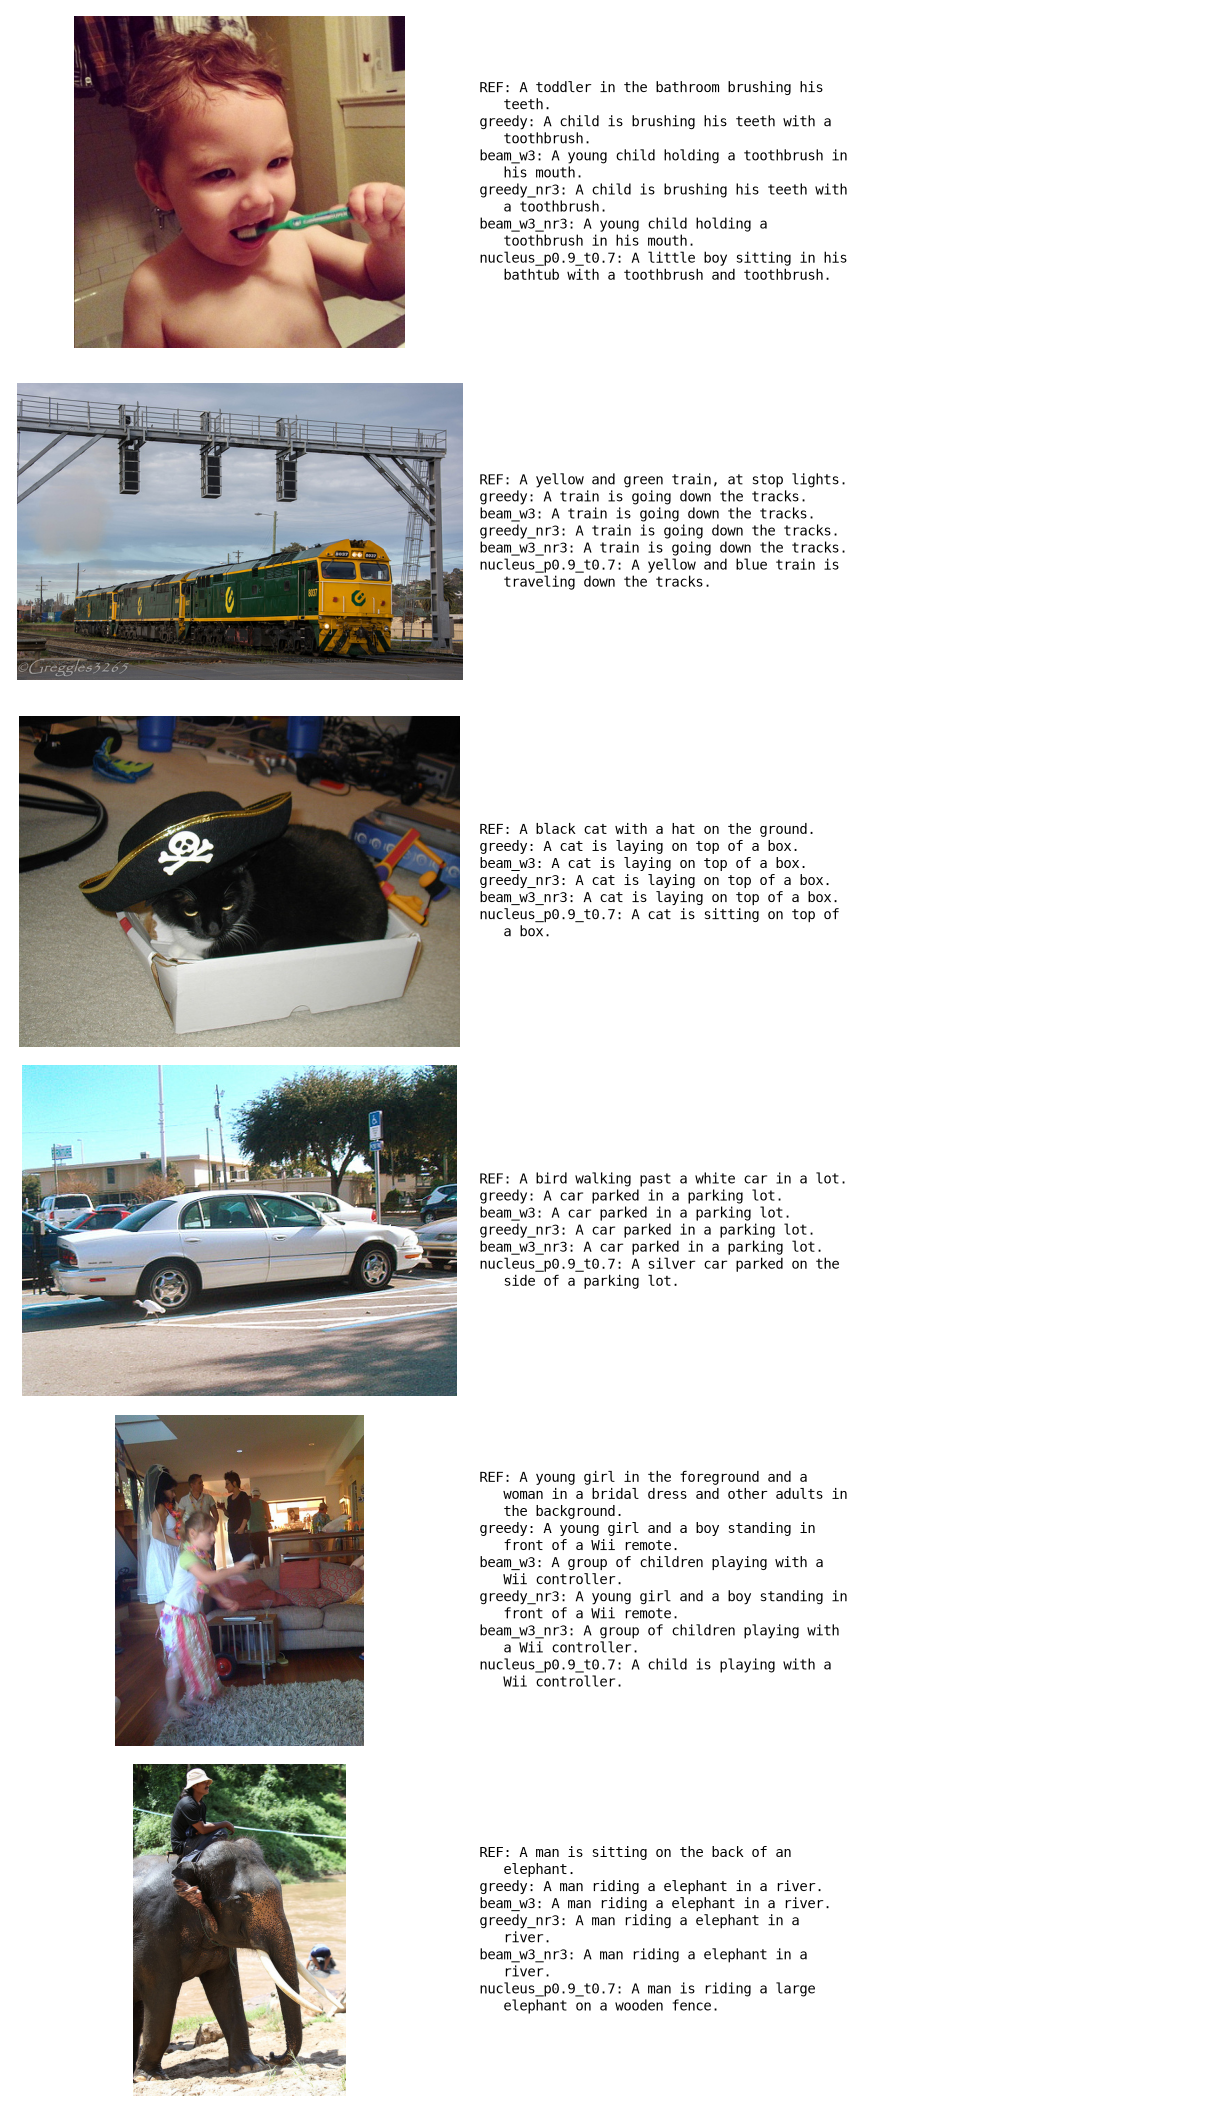 REF: A toddler in the bathroom brushing his
teeth.
greedy: A child is brushing his teeth with a
toothbrush.
beam_w3: A young child holding a toothbrush in
his mouth.
greedy_nr3: A child is brushing his teeth with
a toothbrush.
beam_w3_nr3: A young child holding a
toothbrush in his mouth.
nucleus_p0.9_t0.7: A little boy sitting in his
bathtub with a toothbrush and toothbrush.
8037
8037
8037
©Greggles3265
REF: A yellow and green train, at stop lights.
greedy: A train is going down the tracks.
beam_w3: A train is going down the tracks.
greedy_nr3: A train is going down the tracks.
beam_w3_nr3: A train is going down the tracks.
nucleus_p0.9_t0.7: A yellow and blue train is
traveling down the tracks.
REF: A black cat with a hat on the ground.
greedy: A cat is laying on top of a box.
beam_w3: A cat is laying on top of a box.
greedy_nr3: A cat is laying on top of a box.
beam_w3_nr3: A cat is laying on top of a box.
nucleus_p0.9_t0.7: A cat is sitting on top of
a box.
REF: A bird walking past a white car in a lot.
greedy: A car parked in a parking lot.
beam_w3: A car parked in a parking lot.
greedy_nr3: A car parked in a parking lot.
beam_w3_nr3: A car parked in a parking lot.
nucleus_p0.9_t0.7: A silver car parked on the
side of a parking lot.
REF: A young girl in the foreground and a
woman in a bridal dress and other adults in
the background.
greedy: A young girl and a boy standing in
front of a Wii remote.
beam_w3: A group of children playing with a
Wii controller.
greedy_nr3: A young girl and a boy standing in
front of a Wii remote.
beam_w3_nr3: A group of children playing with
a Wii controller.
nucleus_p0.9_t0.7: A child is playing with a
Wii controller.
REF: A man is sitting on the back of an
elephant.
greedy: A man riding a elephant in a river.
beam_w3: A man riding a elephant in a river.
greedy_nr3: A man riding a elephant in a
river.
beam_w3_nr3: A man riding a elephant in a
river.
nucleus_p0.9_t0.7: A man is riding a large
elephant on a wooden fence.